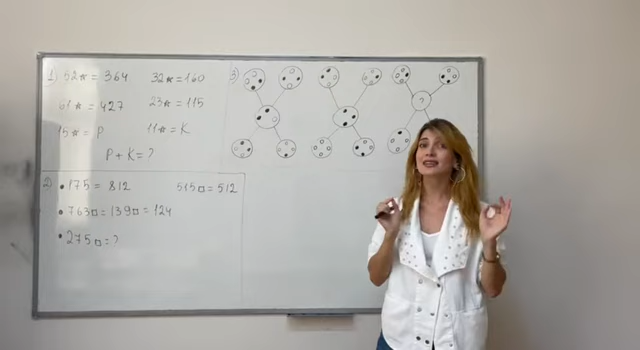 1) 52☆ = 364 32☆ = 160
61☆ = 427 23☆ = 115
15☆ = P 11☆ = K
P + K = ?
2) • 175 = 812 515□ = 512
• 763□ = 139□ = 124
• 275□ = ?
3)
?